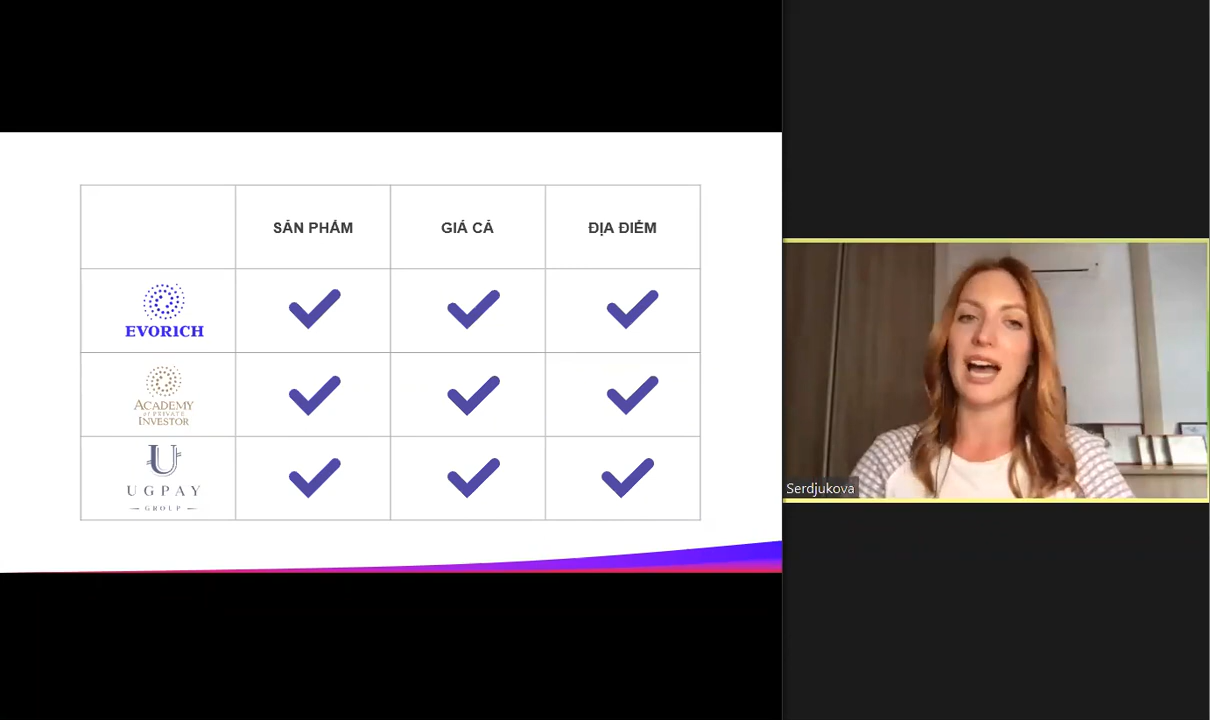 SẢN PHẨM GIÁ CẢ ĐỊA ĐIỂM
EVORICH
ACADEMY
OF PRIVATE
INVESTOR
U
UGPAY
GROUP
Serdjukova